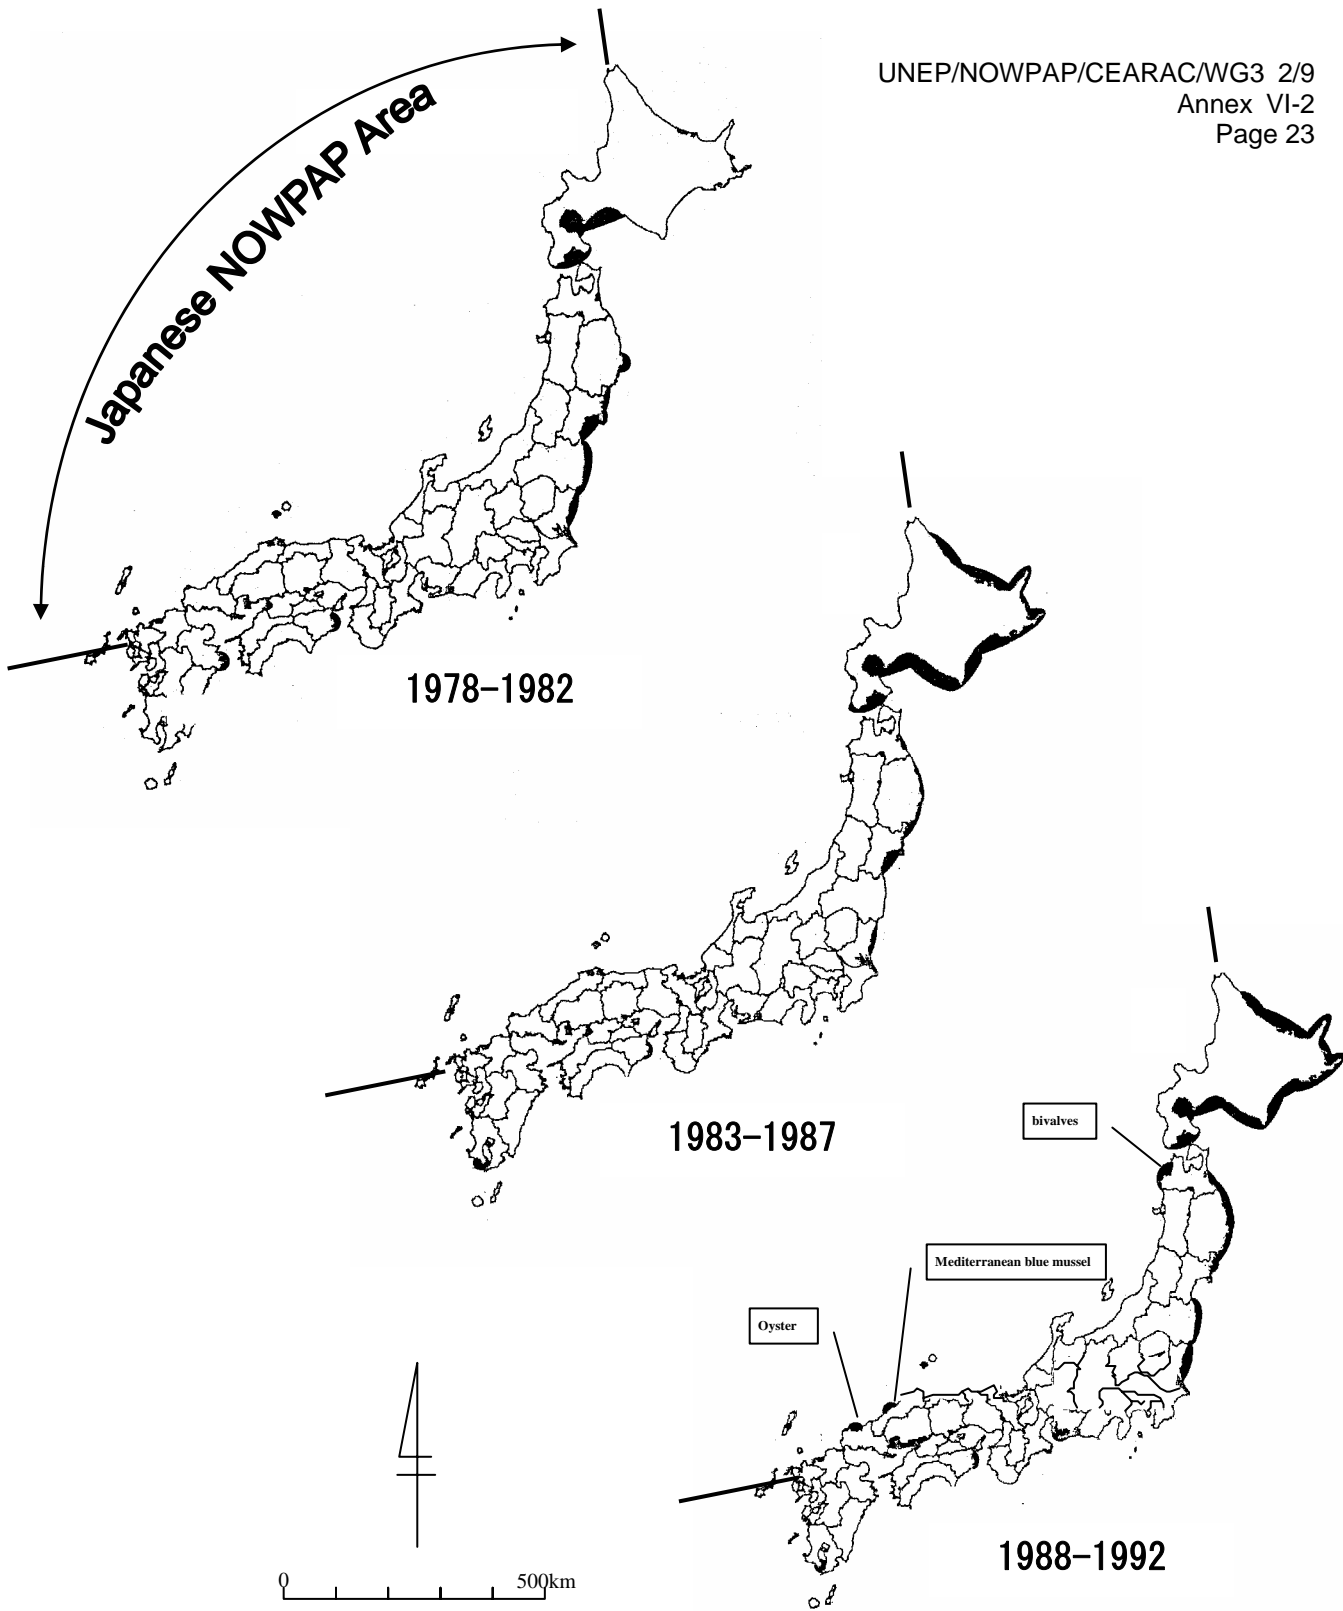 UNEP/NOWPAP/CEARAC/WG3 2/9
Annex VI-2
Page 23
Japanese NOWPAP Area
1978-1982
1983-1987
bivalves
Mediterranean blue mussel
Oyster
1988-1992
0 500km